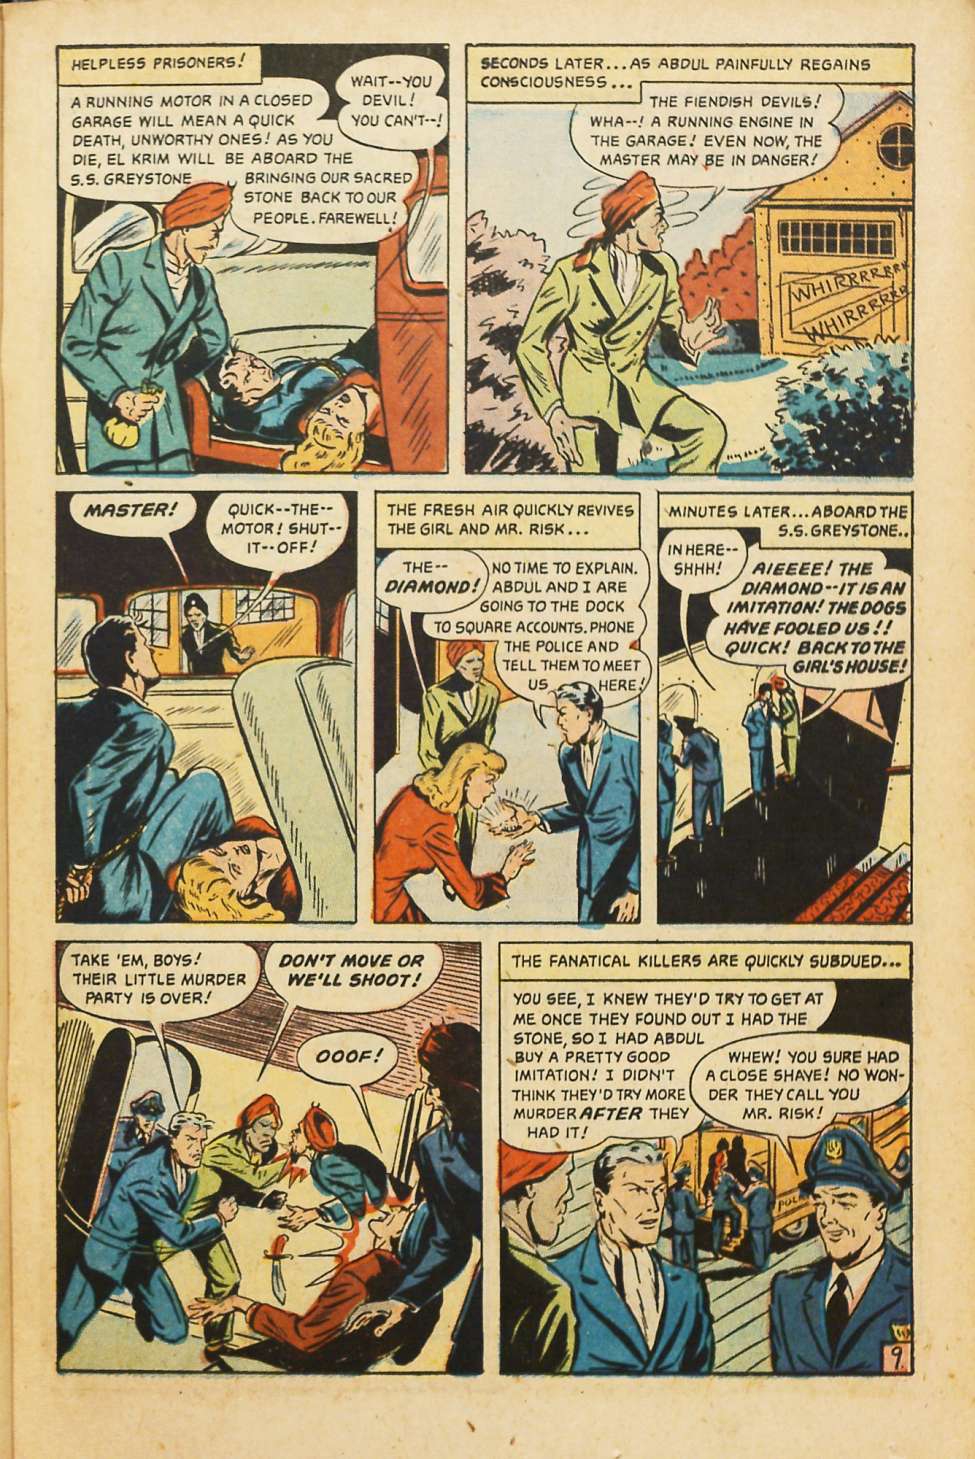 HELPLESS PRISONERS!
A RUNNING MOTOR IN A CLOSED
GARAGE WILL MEAN A QUICK
DEATH, UNWORTHY ONES! AS YOU
DIE, EL KRIM WILL BE ABOARD THE
S.S. GREYSTONE BRINGING OUR SACRED
STONE BACK TO OUR
PEOPLE. FAREWELL!
WAIT--YOU
DEVIL!
YOU CAN'T--!
SECONDS LATER...AS ABDUL PAINFULLY REGAINS
CONSCIOUSNESS...
THE FIENDISH DEVILS!
WHA--! A RUNNING ENGINE IN
THE GARAGE! EVEN NOW, THE
MASTER MAY BE IN DANGER!
WHIRRRRRR
WHIRRRRRR
MASTER!
QUICK--THE--
MOTOR! SHUT--
IT--OFF!
THE FRESH AIR QUICKLY REVIVES
THE GIRL AND MR. RISK...
THE--
DIAMOND!
NO TIME TO EXPLAIN.
ABDUL AND I ARE
GOING TO THE DOCK
TO SQUARE ACCOUNTS. PHONE
THE POLICE AND
TELL THEM TO MEET
US HERE!
MINUTES LATER...ABOARD THE
S.S. GREYSTONE..
IN HERE--
SHHH!
AIEEEE! THE
DIAMOND--IT IS AN
IMITATION! THE DOGS
HAVE FOOLED US!!
QUICK! BACK TO THE
GIRL'S HOUSE!
TAKE 'EM, BOYS!
THEIR LITTLE MURDER
PARTY IS OVER!
DON'T MOVE OR
WE'LL SHOOT!
OOOF!
THE FANATICAL KILLERS ARE QUICKLY SUBDUED...
YOU SEE, I KNEW THEY'D TRY TO GET AT
ME ONCE THEY FOUND OUT I HAD THE
STONE, SO I HAD ABDUL
BUY A PRETTY GOOD
IMITATION! I DIDN'T
THINK THEY'D TRY MORE
MURDER AFTER THEY
HAD IT!
WHEW! YOU SURE HAD
A CLOSE SHAVE! NO WON-
DER THEY CALL YOU
MR. RISK!
POL
9